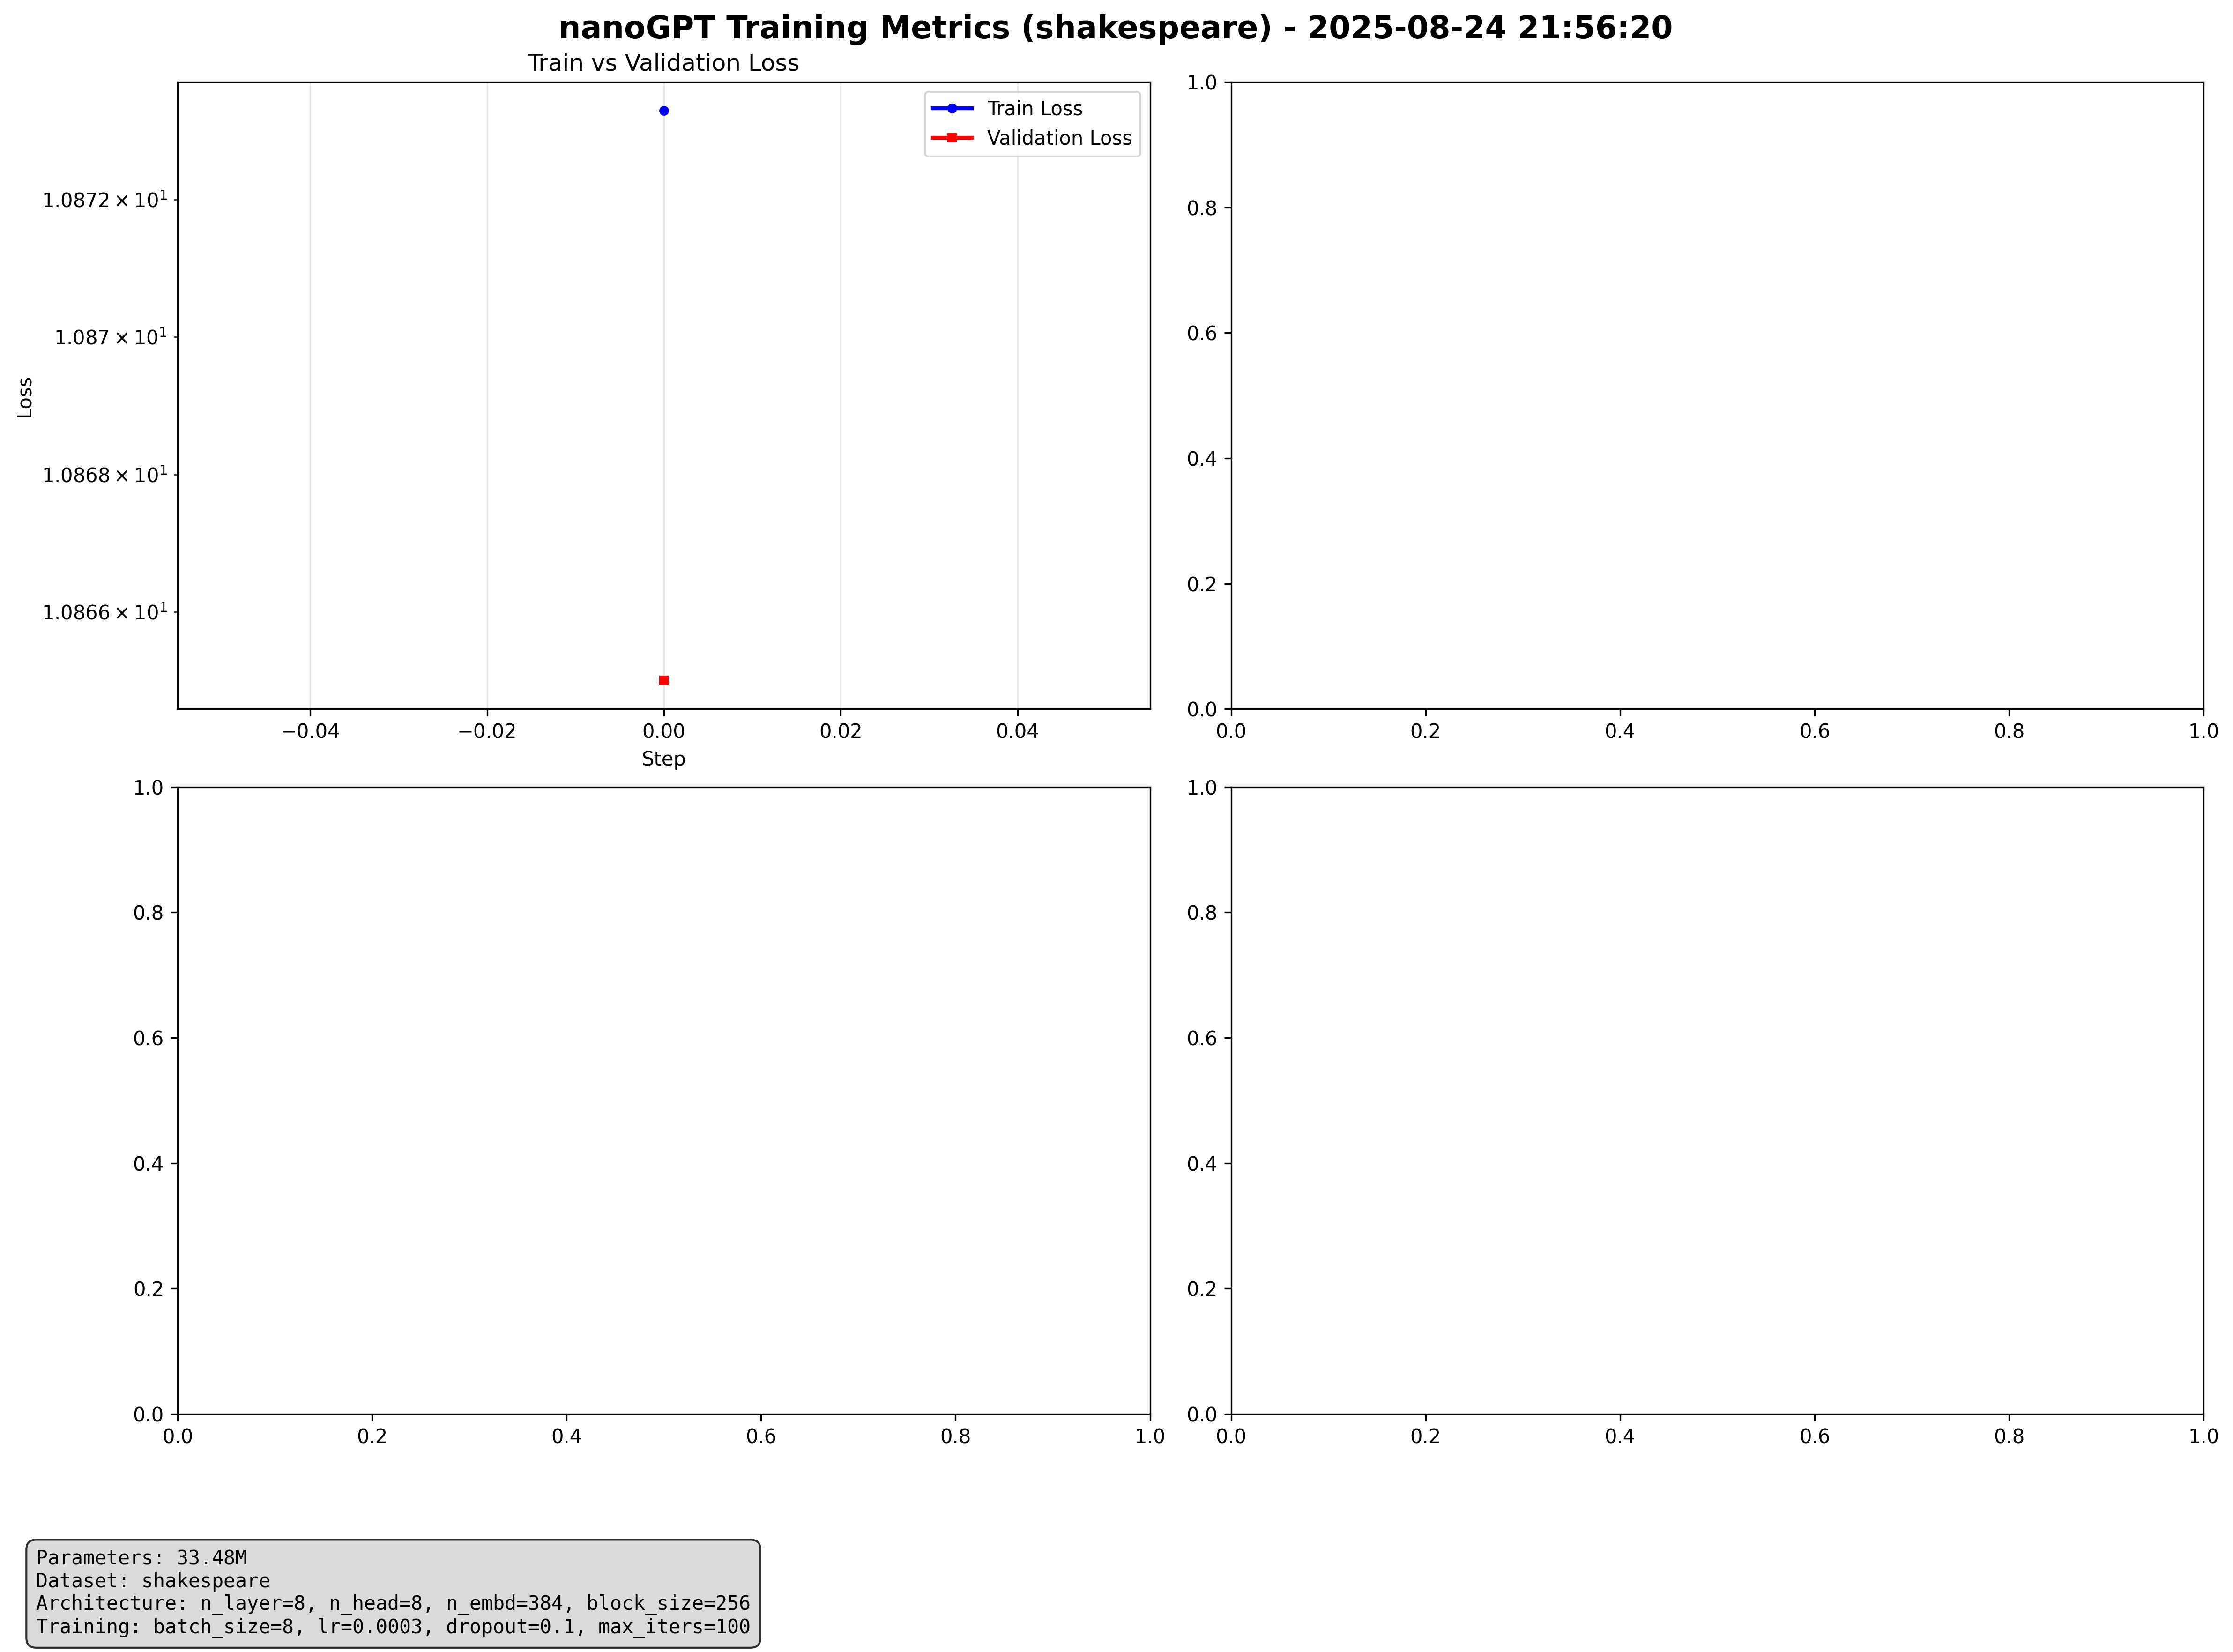 nanoGPT Training Metrics (shakespeare) - 2025-08-24 21:56:20
Train vs Validation Loss
Train Loss
Validation Loss
1.0872 × 10¹
1.087 × 10¹
1.0868 × 10¹
1.0866 × 10¹
Loss
−0.04 −0.02 0.00 0.02 0.04
Step
1.0
0.8
0.6
0.4
0.2
0.0
0.0 0.2 0.4 0.6 0.8 1.0
1.0
0.8
0.6
0.4
0.2
0.0
0.0 0.2 0.4 0.6 0.8 1.0
1.0
0.8
0.6
0.4
0.2
0.0
0.0 0.2 0.4 0.6 0.8 1.0
Parameters: 33.48M
Dataset: shakespeare
Architecture: n_layer=8, n_head=8, n_embd=384, block_size=256
Training: batch_size=8, lr=0.0003, dropout=0.1, max_iters=100